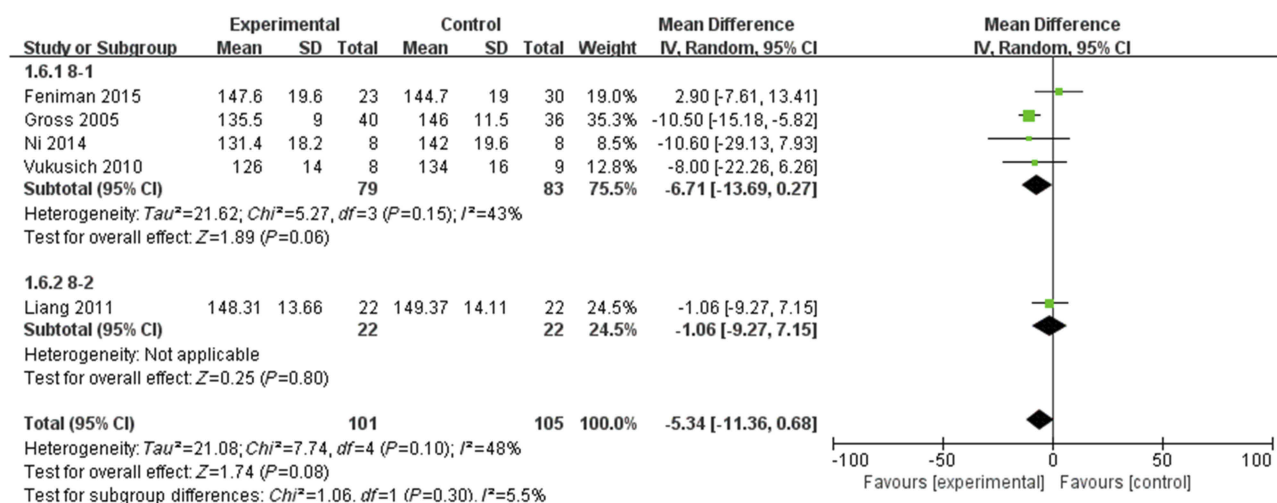 Experimental Control Mean Difference Mean Difference
Study or Subgroup Mean SD Total Mean SD Total Weight IV, Random, 95% CI IV, Random, 95% CI
1.6.1 8-1
Feniman 2015 147.6 19.6 23 144.7 19 30 19.0% 2.90 [-7.61, 13.41]
Gross 2005 135.5 9 40 146 11.5 36 35.3% -10.50 [-15.18, -5.82]
Ni 2014 131.4 18.2 8 142 19.6 8 8.5% -10.60 [-29.13, 7.93]
Vukusich 2010 126 14 8 134 16 9 12.8% -8.00 [-22.26, 6.26]
Subtotal (95% CI) 79 83 75.5% -6.71 [-13.69, 0.27]
Heterogeneity: Tau²=21.62; Chi²=5.27, df=3 (P=0.15); I²=43%
Test for overall effect: Z=1.89 (P=0.06)
1.6.2 8-2
Liang 2011 148.31 13.66 22 149.37 14.11 22 24.5% -1.06 [-9.27, 7.15]
Subtotal (95% CI) 22 22 24.5% -1.06 [-9.27, 7.15]
Heterogeneity: Not applicable
Test for overall effect: Z=0.25 (P=0.80)
Total (95% CI) 101 105 100.0% -5.34 [-11.36, 0.68]
Heterogeneity: Tau²=21.08; Chi²=7.74, df=4 (P=0.10); I²=48%
Test for overall effect: Z=1.74 (P=0.08)
Test for subgroup differences: Chi²=1.06, df=1 (P=0.30), I²=5.5%
-100 -50 0 50 100
Favours [experimental] Favours [control]